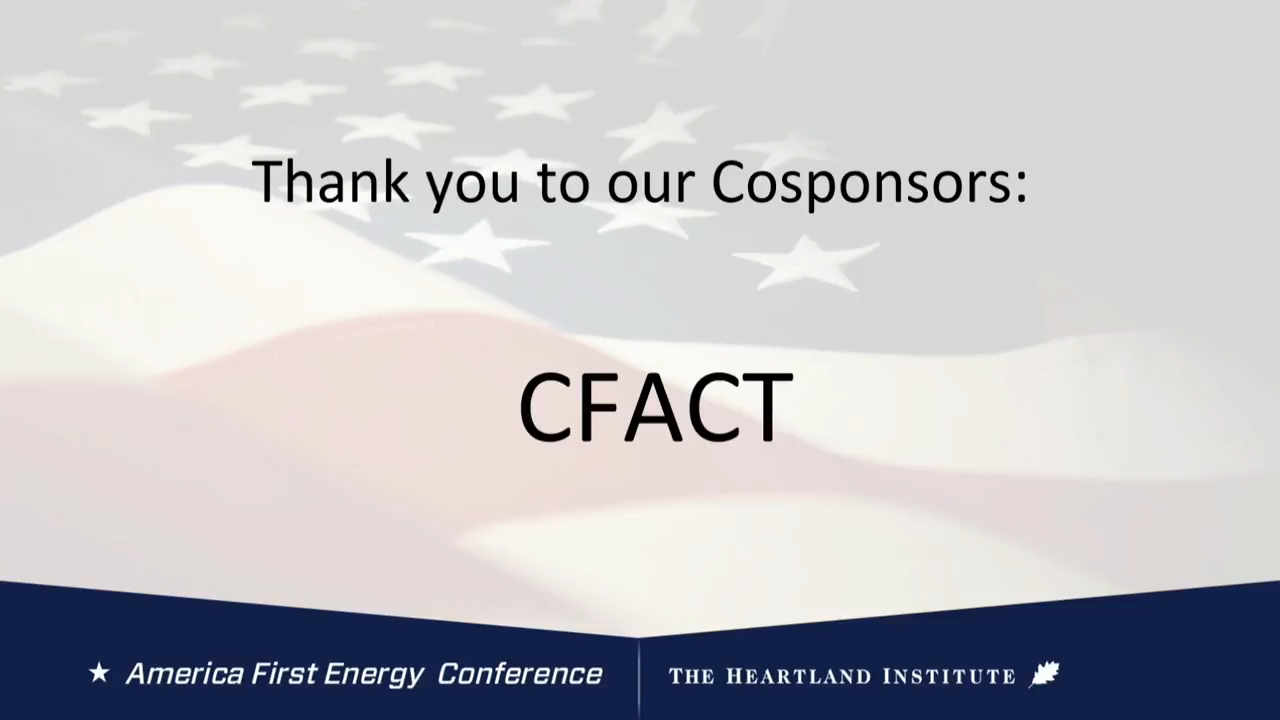 Thank you to our Cosponsors:
CFACT
America First Energy Conference
THE HEARTLAND INSTITUTE